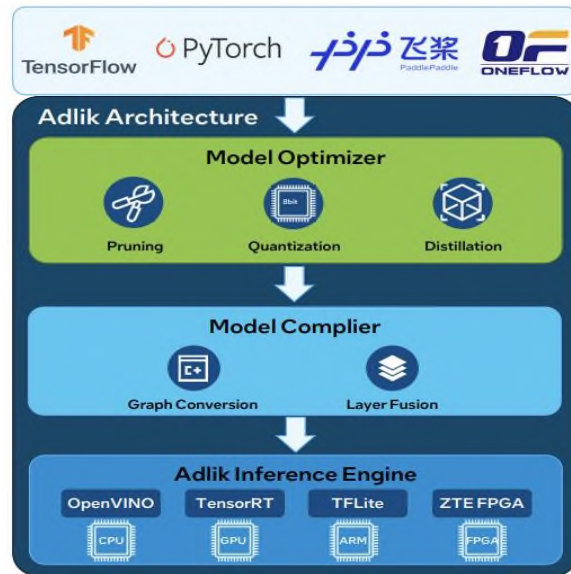 TensorFlow
PyTorch
飞桨
PaddlePaddle
ONEFLOW
Adlik Architecture
Model Optimizer
8bit
Pruning Quantization Distillation
Model Complier
Graph Conversion Layer Fusion
Adlik Inference Engine
OpenVINO TensorRT TFLite ZTE FPGA
CPU GPU ARM FPGA